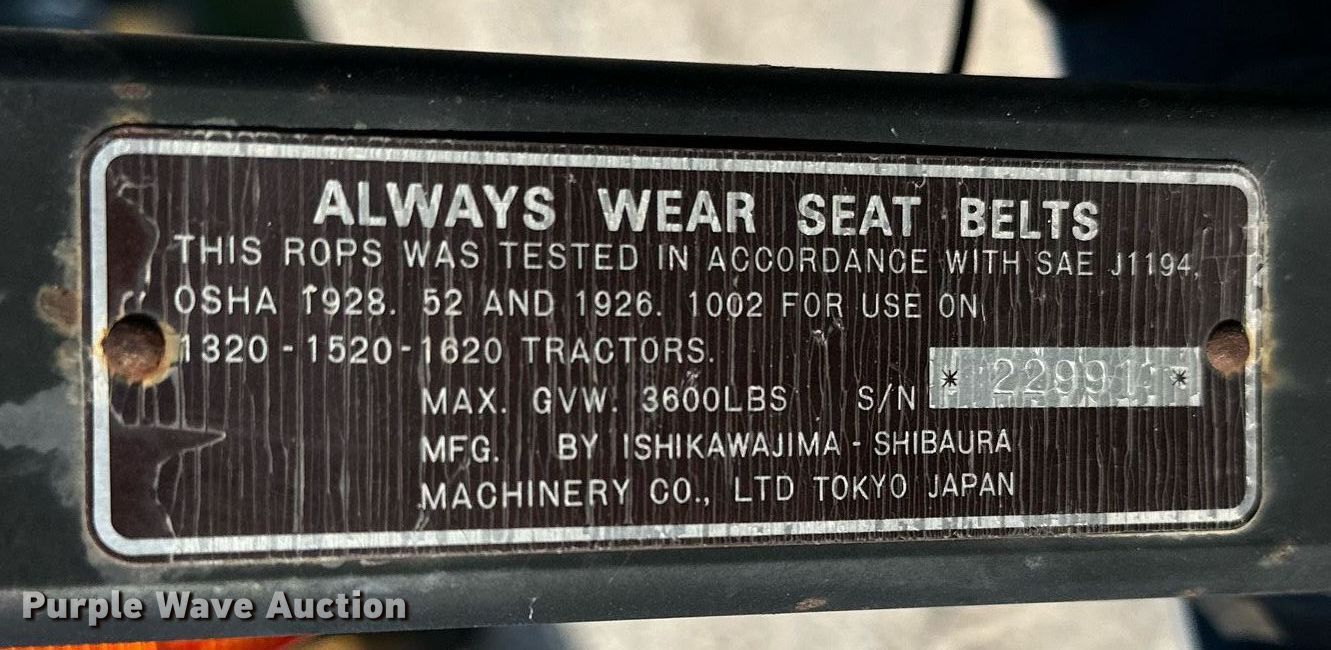 ALWAYS WEAR SEAT BELTS
THIS ROPS WAS TESTED IN ACCORDANCE WITH SAE J1194,
OSHA 1928. 52 AND 1926. 1002 FOR USE ON
1320 - 1520 - 1620 TRACTORS.
MAX. GVW. 3600LBS S/N * 22991 *
MFG. BY ISHIKAWAJIMA - SHIBAURA
MACHINERY CO., LTD TOKYO JAPAN
Purple Wave Auction